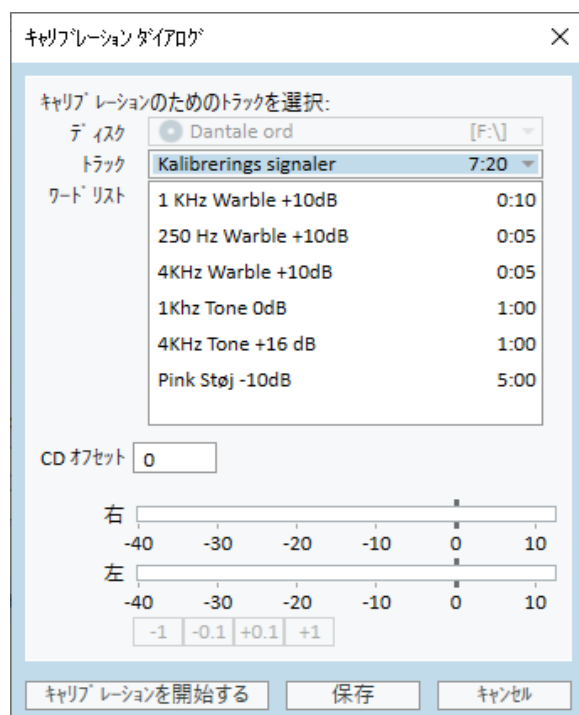 ｷｬﾘﾌﾞﾚｰｼｮﾝ ﾀﾞｲｱﾛｸﾞ
ｷｬﾘﾌﾞﾚｰｼｮﾝのためのﾄﾗｯｸを選択:
ﾃﾞｨｽｸ Dantale ord [F:\]
ﾄﾗｯｸ Kalibrerings signaler 7:20
ﾜｰﾄﾞﾘｽﾄ
1 KHz Warble +10dB 0:10
250 Hz Warble +10dB 0:05
4KHz Warble +10dB 0:05
1Khz Tone 0dB 1:00
4KHz Tone +16 dB 1:00
Pink Støj -10dB 5:00
CD ｵﾌｾｯﾄ 0
右
-40 -30 -20 -10 0 10
左
-40 -30 -20 -10 0 10
-1 -0.1 +0.1 +1
ｷｬﾘﾌﾞﾚｰｼｮﾝを開始する 保存 ｷｬﾝｾﾙ